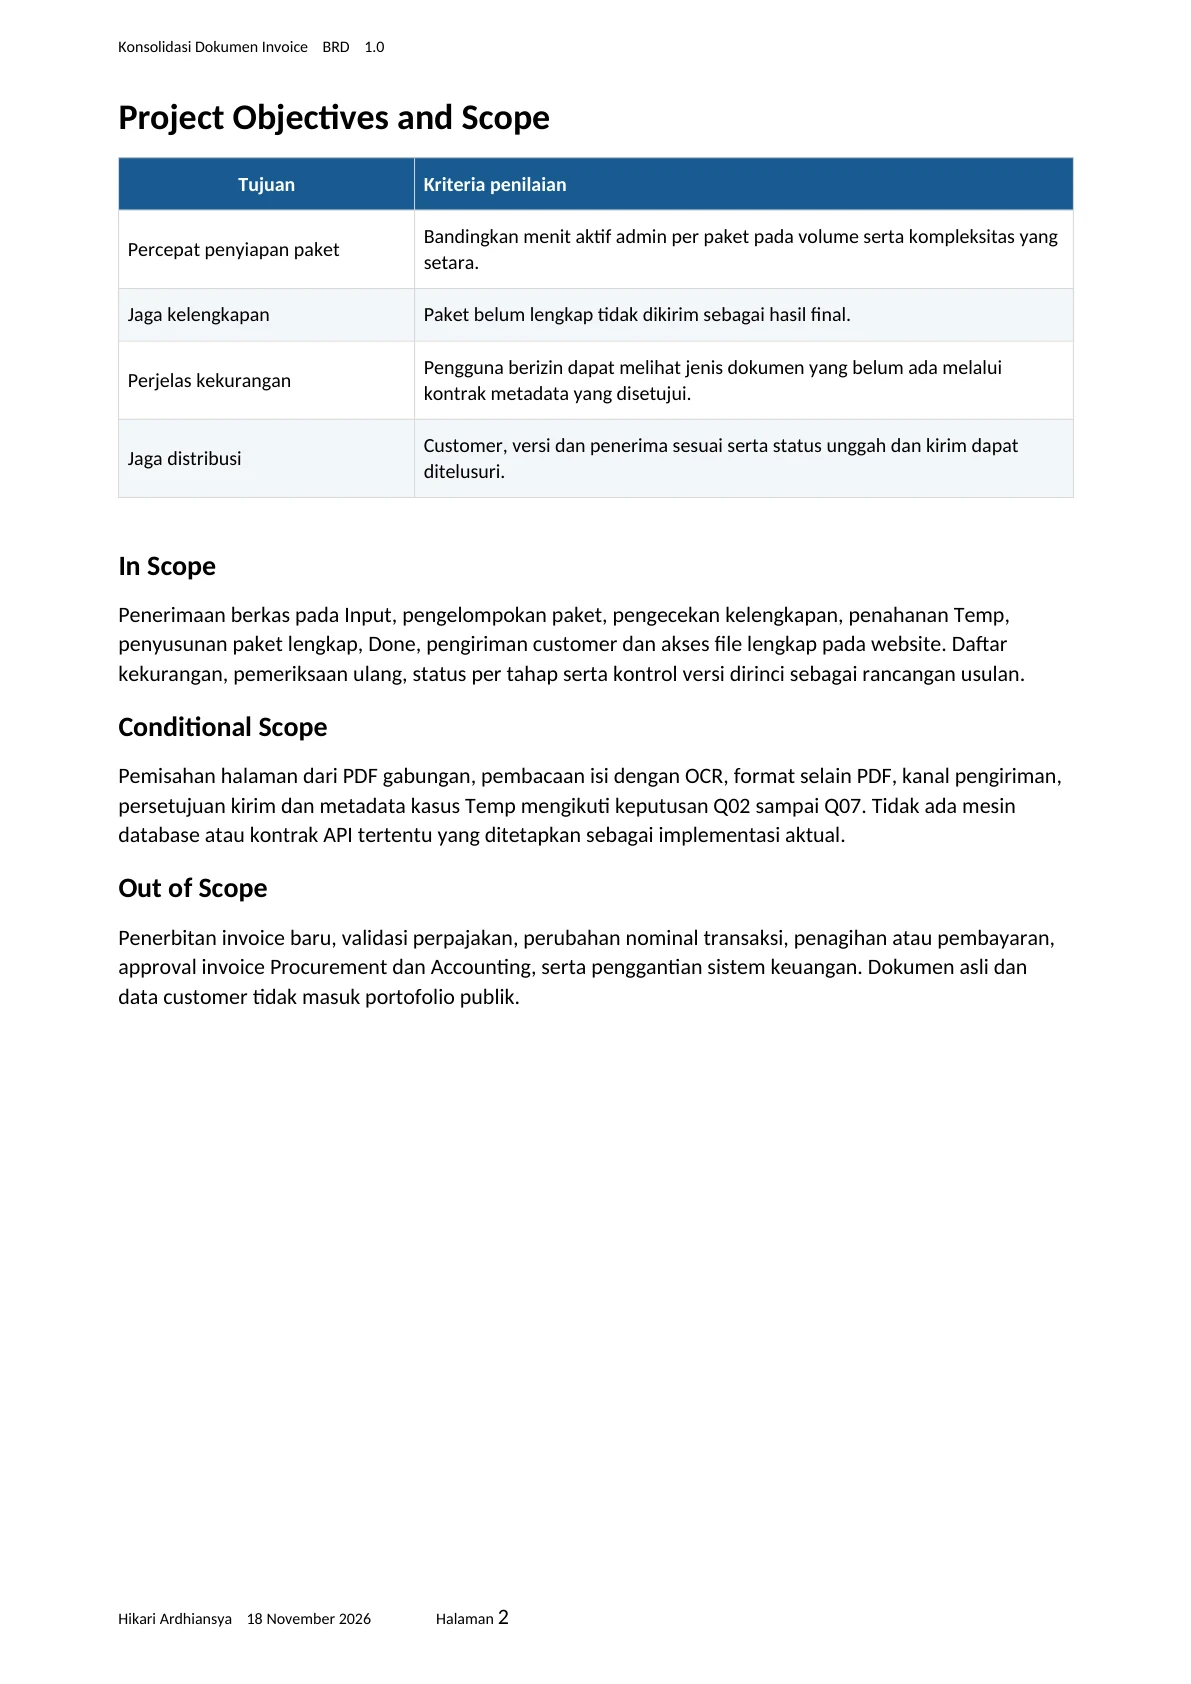 Konsolidasi Dokumen Invoice BRD 1.0
Project Objectives and Scope
Tujuan
Kriteria penilaian
Percepat penyiapan paket
Bandingkan menit aktif admin per paket pada volume serta kompleksitas yang
setara.
Jaga kelengkapan
Paket belum lengkap tidak dikirim sebagai hasil final.
Perjelas kekurangan
Pengguna berizin dapat melihat jenis dokumen yang belum ada melalui
kontrak metadata yang disetujui.
Jaga distribusi
Customer, versi dan penerima sesuai serta status unggah dan kirim dapat
ditelusuri.
In Scope
Penerimaan berkas pada Input, pengelompokan paket, pengecekan kelengkapan, penahanan Temp,
penyusunan paket lengkap, Done, pengiriman customer dan akses file lengkap pada website. Daftar
kekurangan, pemeriksaan ulang, status per tahap serta kontrol versi dirinci sebagai rancangan usulan.
Conditional Scope
Pemisahan halaman dari PDF gabungan, pembacaan isi dengan OCR, format selain PDF, kanal pengiriman,
persetujuan kirim dan metadata kasus Temp mengikuti keputusan Q02 sampai Q07. Tidak ada mesin
database atau kontrak API tertentu yang ditetapkan sebagai implementasi aktual.
Out of Scope
Penerbitan invoice baru, validasi perpajakan, perubahan nominal transaksi, penagihan atau pembayaran,
approval invoice Procurement dan Accounting, serta penggantian sistem keuangan. Dokumen asli dan
data customer tidak masuk portofolio publik.
Hikari Ardhiansya 18 November 2026 Halaman 2